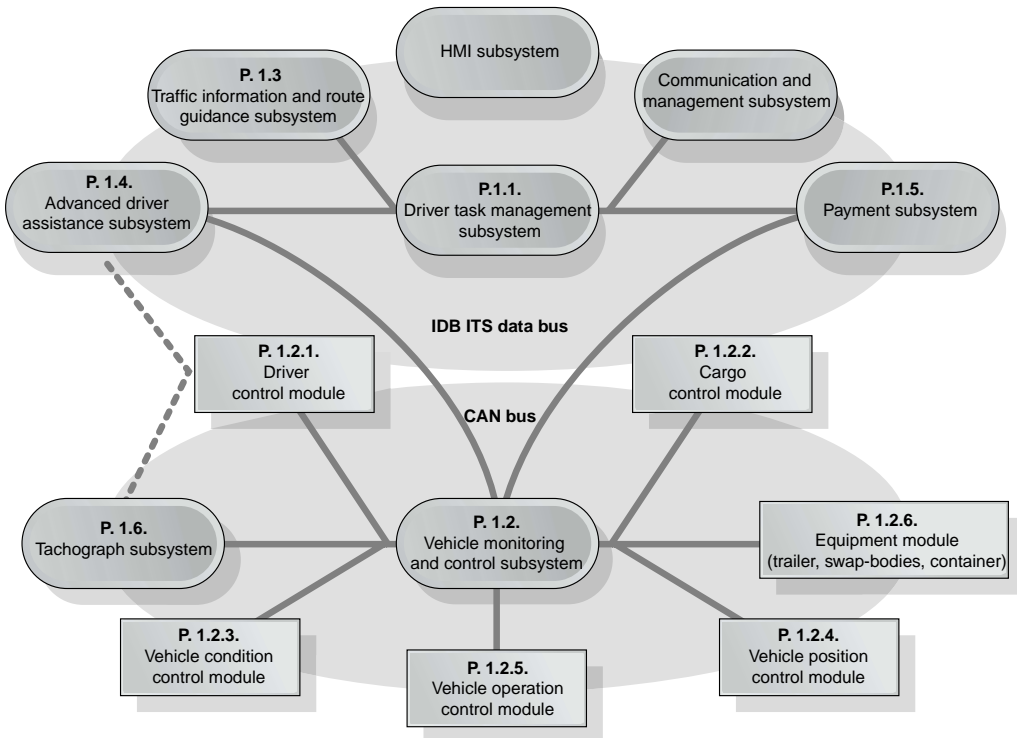 HMI subsystem
P. 1.3
Traffic information and route
guidance subsystem
Communication and
management subsystem
P. 1.4.
Advanced driver
assistance subsystem
P.1.1.
Driver task management
subsystem
P.1.5.
Payment subsystem
IDB ITS data bus
P. 1.2.1.
Driver
control module
P. 1.2.2.
Cargo
control module
CAN bus
P. 1.6.
Tachograph subsystem
P. 1.2.
Vehicle monitoring
and control subsystem
P. 1.2.6.
Equipment module
(trailer, swap-bodies, container)
P. 1.2.3.
Vehicle condition
control module
P. 1.2.5.
Vehicle operation
control module
P. 1.2.4.
Vehicle position
control module